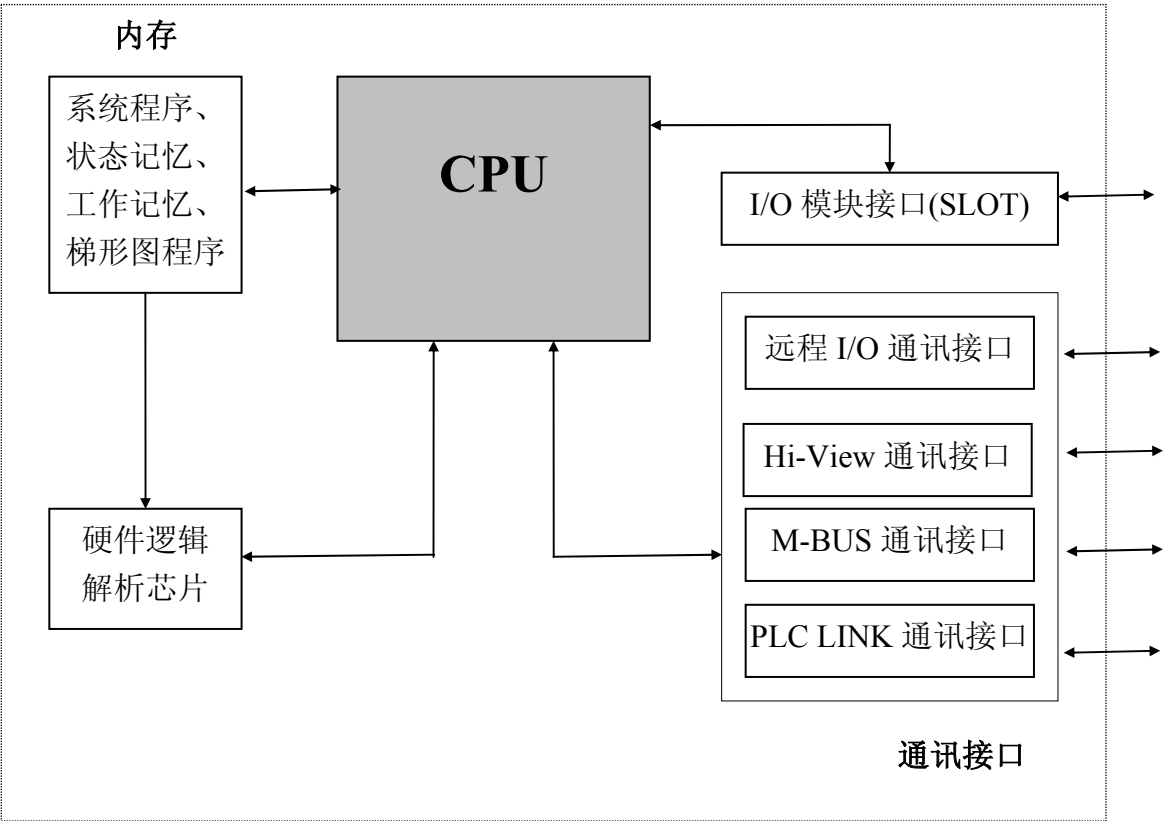 内存
系统程序、
状态记忆、
工作记忆、
梯形图程序
CPU
I/O 模块接口(SLOT)
远程 I/O 通讯接口
Hi-View 通讯接口
M-BUS 通讯接口
PLC LINK 通讯接口
硬件逻辑
解析芯片
通讯接口